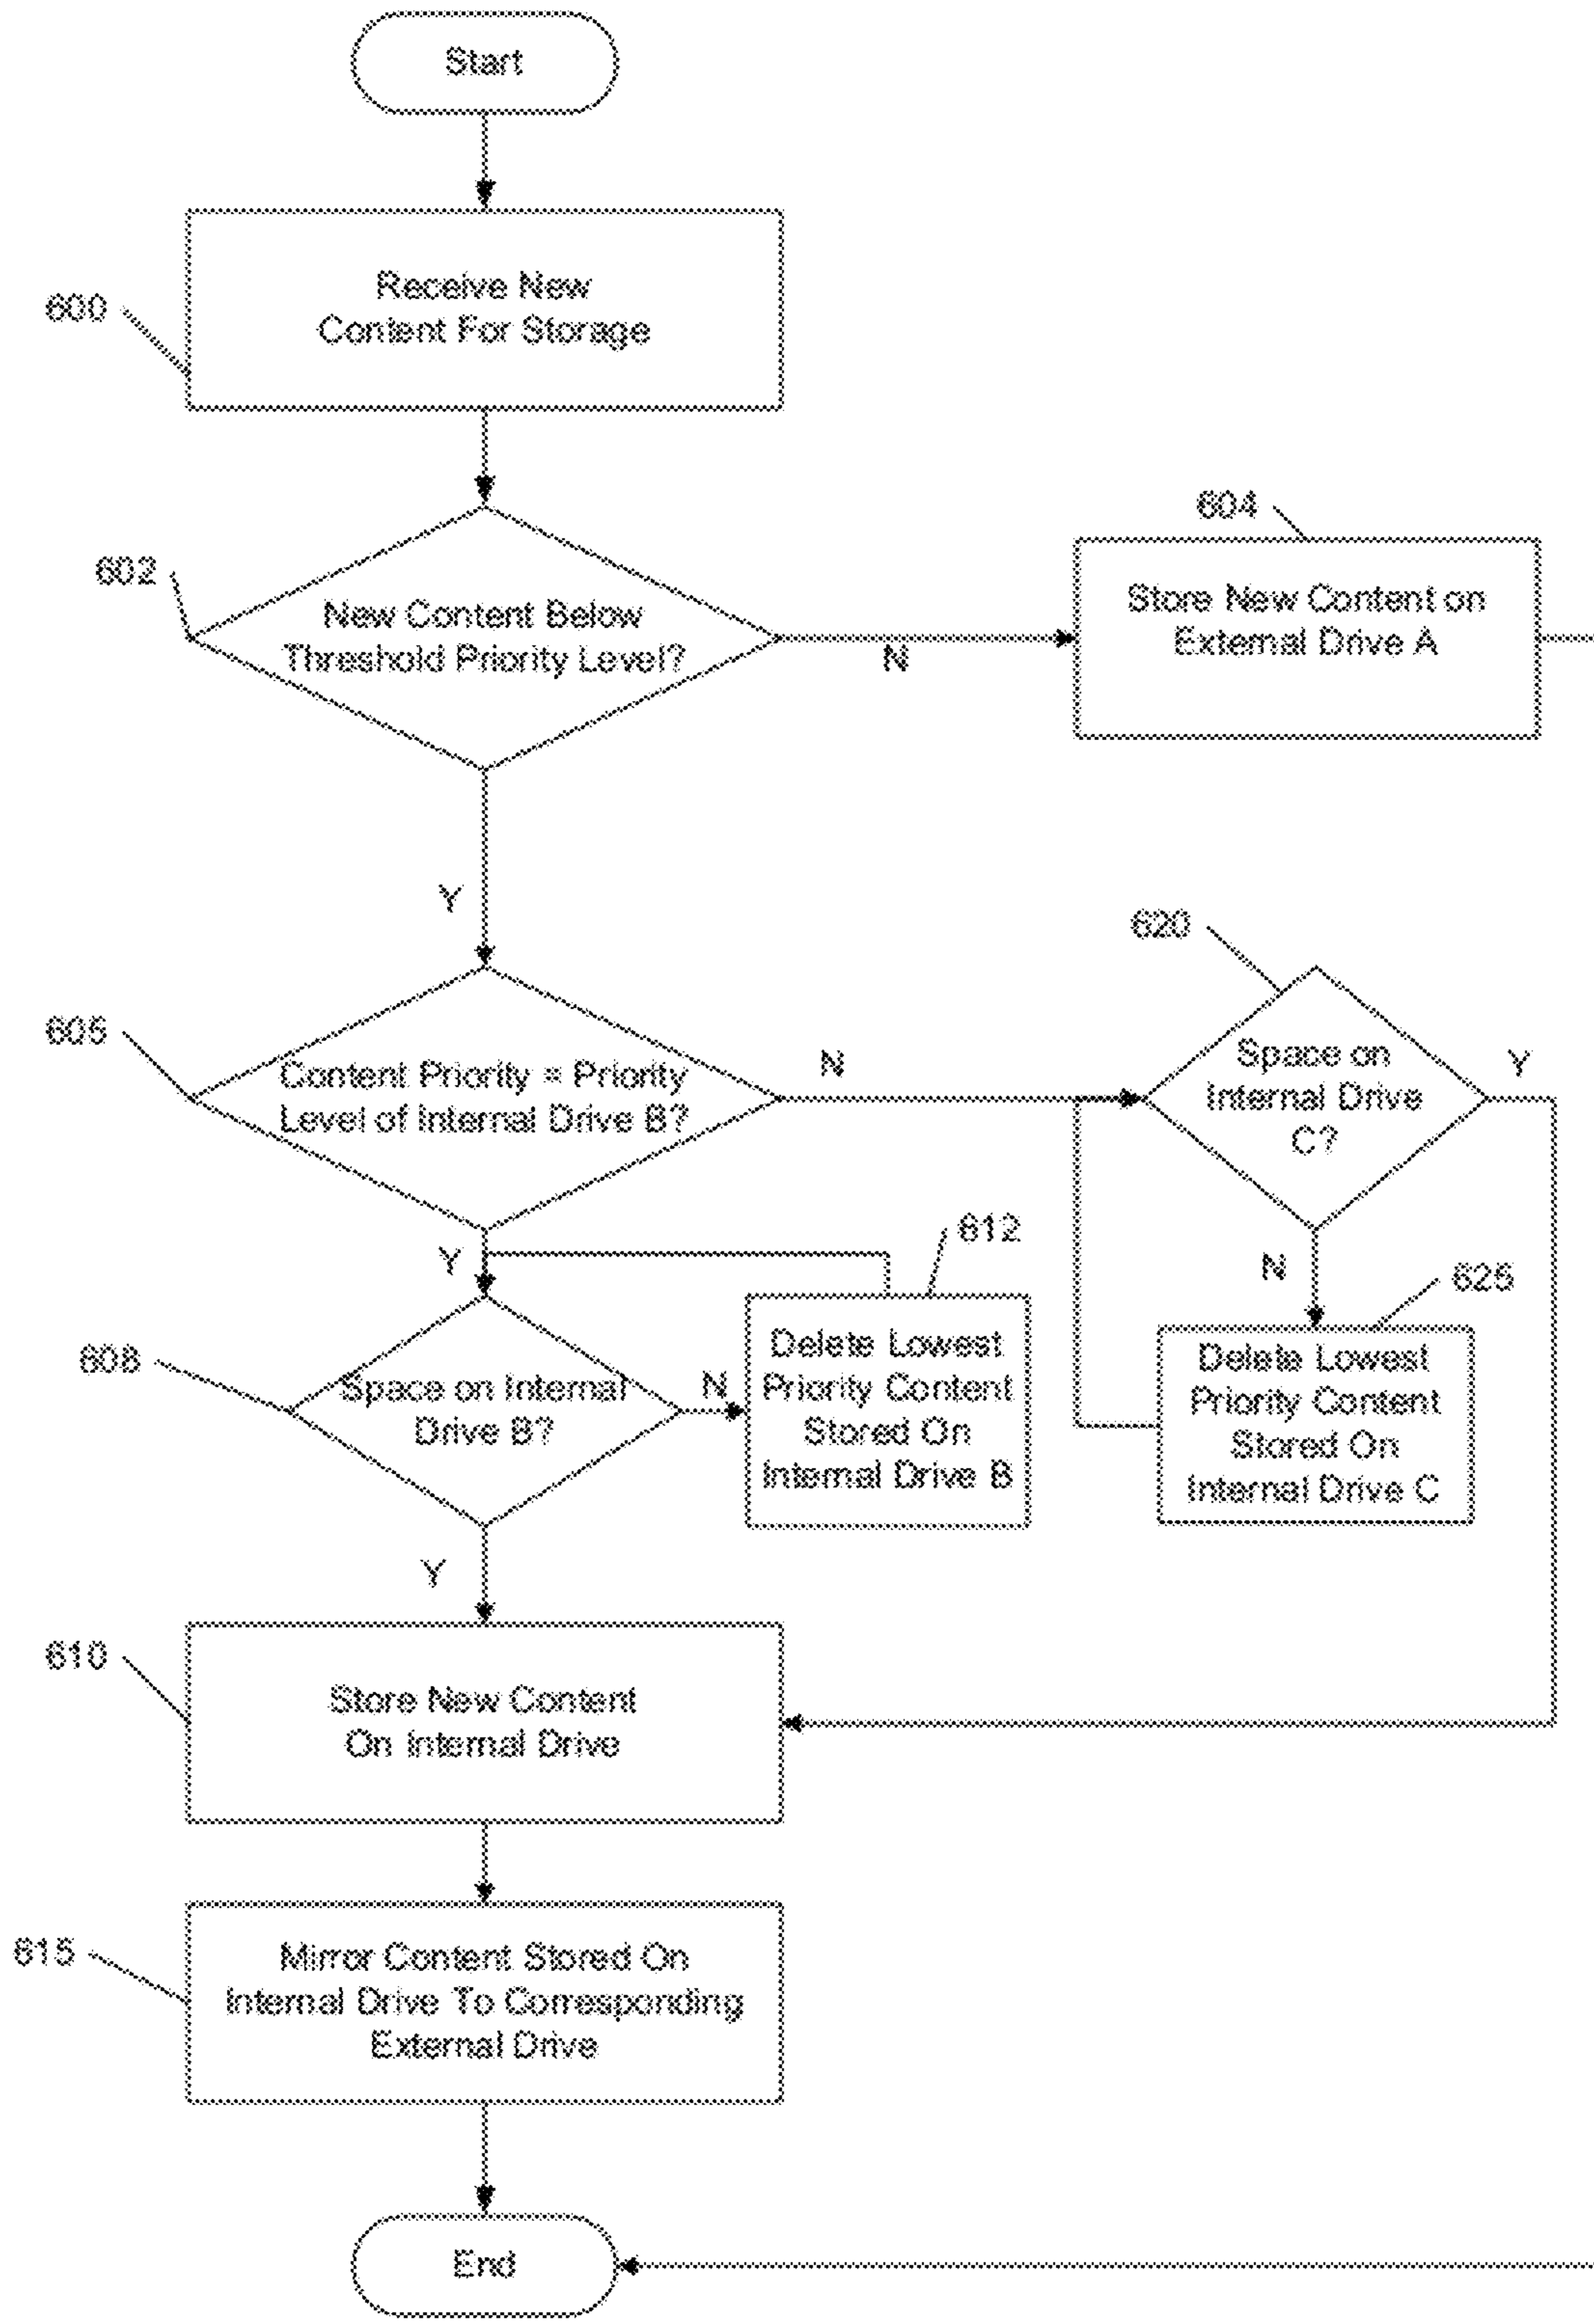 Start
600
Receive New
Content For Storage
602
New Content Below
Threshold Priority Level?
N
604
Store New Content on
External Drive A
Y
605
Content Priority = Priority
Level of Internal Drive B?
N
620
Space on
Internal Drive
C?
Y
Y
612
N
625
608
Space on Internal
Drive B?
N
Delete Lowest
Priority Content
Stored On
Internal Drive B
Delete Lowest
Priority Content
Stored On
Internal Drive C
Y
610
Store New Content
On Internal Drive
615
Mirror Content Stored On
Internal Drive To Corresponding
External Drive
End